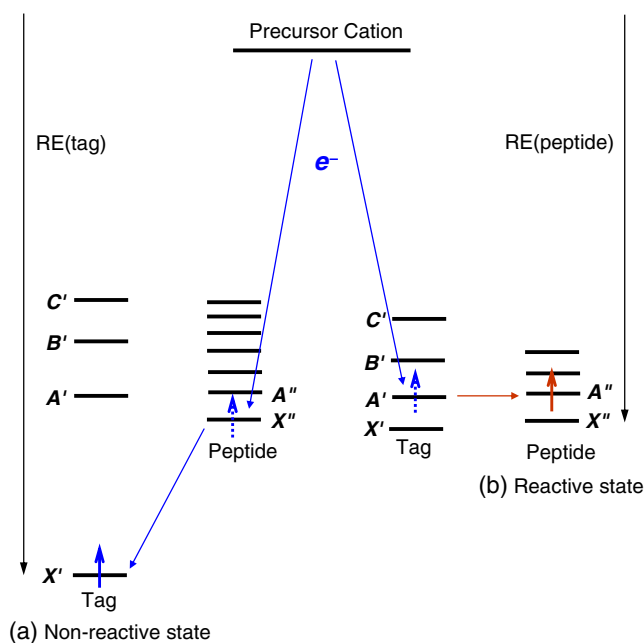 Precursor Cation
RE(tag)
RE(peptide)
e–
C'
B'
A'
A"
X"
Peptide
X'
Tag
(a) Non-reactive state
C'
B'
A'
X'
Tag
A"
X"
Peptide
(b) Reactive state